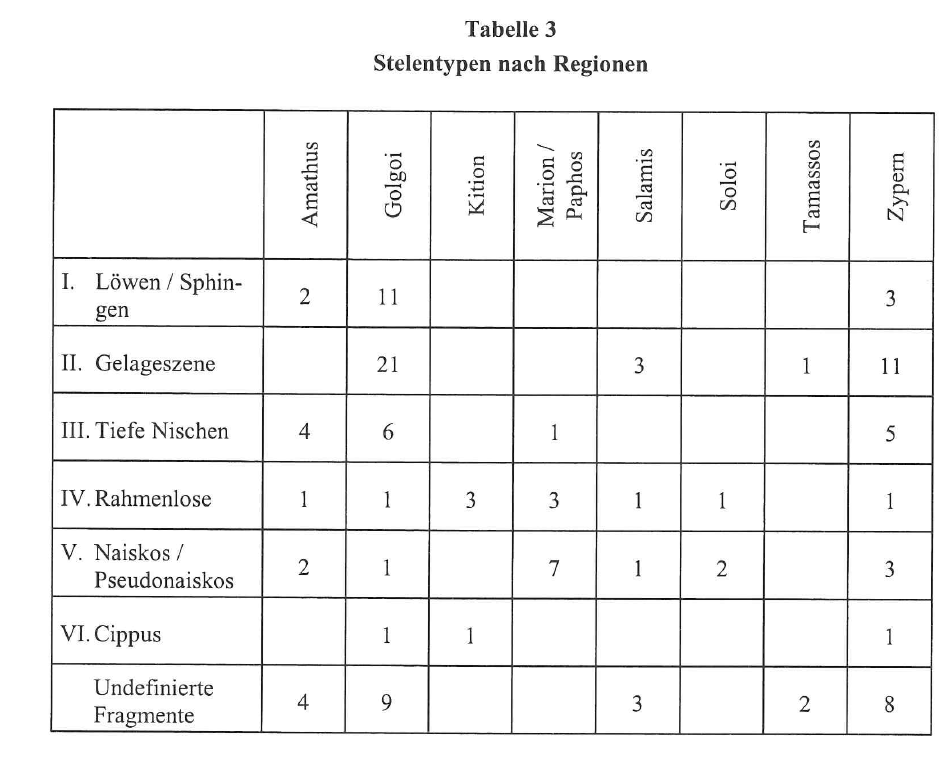 Tabelle 3
Stelentypen nach Regionen
Amathus Golgoi Kition Marion / Paphos Salamis Soloi Tamassos Zypern
I. Löwen / Sphin-
gen 2 11 3
II. Gelageszene 21 3 1 11
III. Tiefe Nischen 4 6 1 5
IV. Rahmenlose 1 1 3 3 1 1 1
V. Naiskos /
Pseudonaiskos 2 1 7 1 2 3
VI. Cippus 1 1 1
Undefinierte
Fragmente 4 9 3 2 8